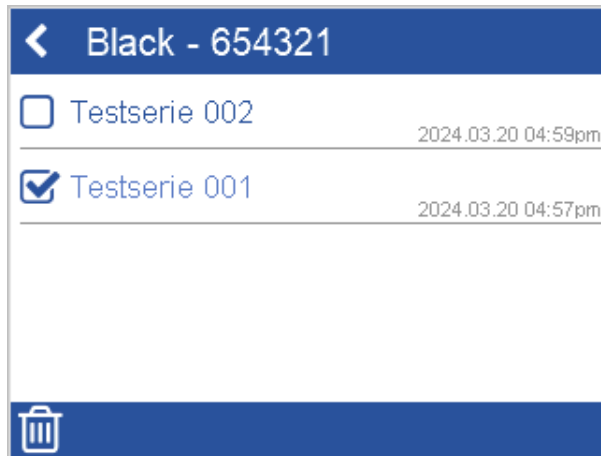 Black - 654321
Testserie 002
2024.03.20 04:59pm
Testserie 001
2024.03.20 04:57pm